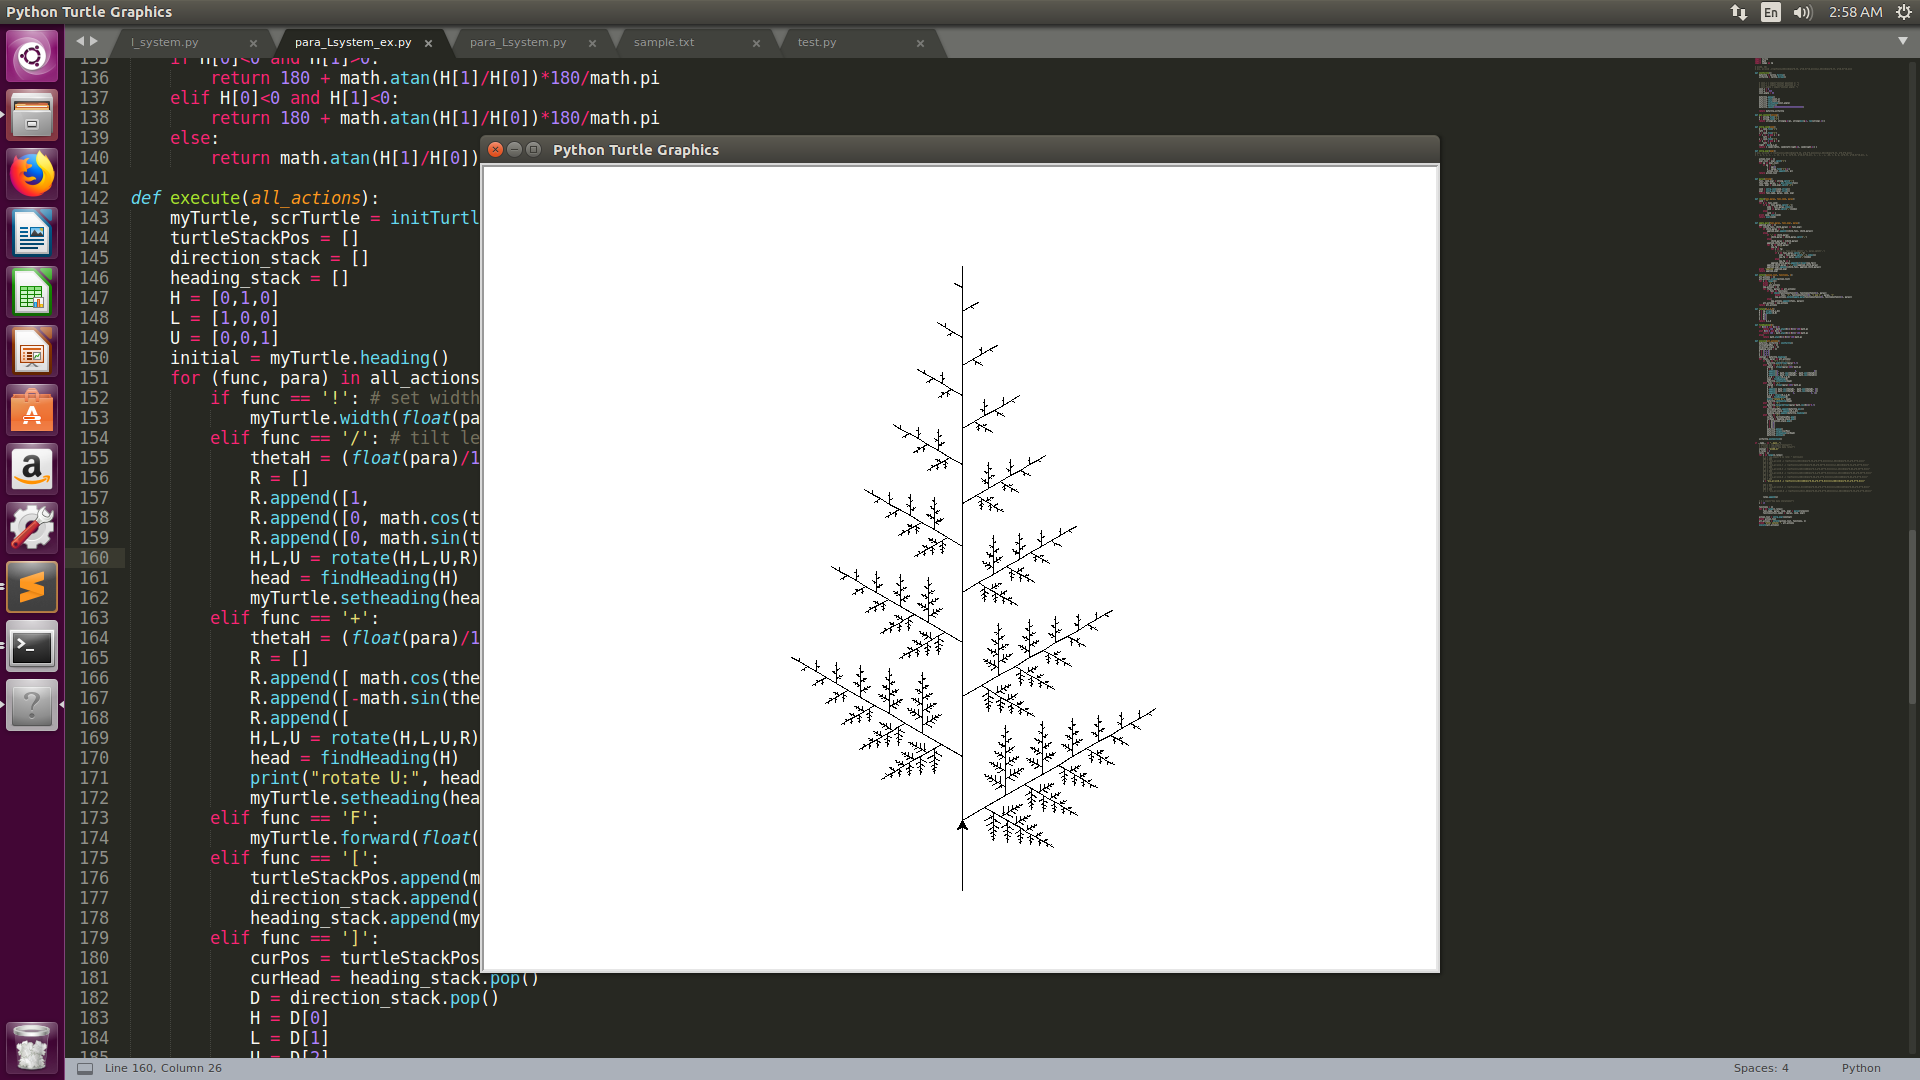 Python Turtle Graphics
En
2:58 AM
l_system.py
para_Lsystem_ex.py
para_Lsystem.py
sample.txt
test.py
135 if H[0]<0 and H[1]>0:
136 return 180 + math.atan(H[1]/H[0])*180/math.pi
137 elif H[0]<0 and H[1]<0:
138 return 180 + math.atan(H[1]/H[0])*180/math.pi
139 else:
140 return math.atan(H[1]/H[0])
141
142 def execute(all_actions):
143 myTurtle, scrTurtle = initTurtl
144 turtleStackPos = []
145 direction_stack = []
146 heading_stack = []
147 H = [0,1,0]
148 L = [1,0,0]
149 U = [0,0,1]
150 initial = myTurtle.heading()
151 for (func, para) in all_actions
152 if func == '!': # set width
153 myTurtle.width(float(pa
154 elif func == '/': # tilt le
155 thetaH = (float(para)/1
156 R = []
157 R.append([1,
158 R.append([0, math.cos(t
159 R.append([0, math.sin(t
160 H,L,U = rotate(H,L,U,R)
161 head = findHeading(H)
162 myTurtle.setheading(hea
163 elif func == '+':
164 thetaH = (float(para)/1
165 R = []
166 R.append([ math.cos(the
167 R.append([-math.sin(the
168 R.append([
169 H,L,U = rotate(H,L,U,R)
170 head = findHeading(H)
171 print("rotate U:", head
172 myTurtle.setheading(hea
173 elif func == 'F':
174 myTurtle.forward(float(
175 elif func == '[':
176 turtleStackPos.append(m
177 direction_stack.append(
178 heading_stack.append(my
179 elif func == ']':
180 curPos = turtleStackPos
181 curHead = heading_stack.pop()
182 D = direction_stack.pop()
183 H = D[0]
184 L = D[1]
185 U = D[2]
Python Turtle Graphics
Line 160, Column 26
Spaces: 4
Python